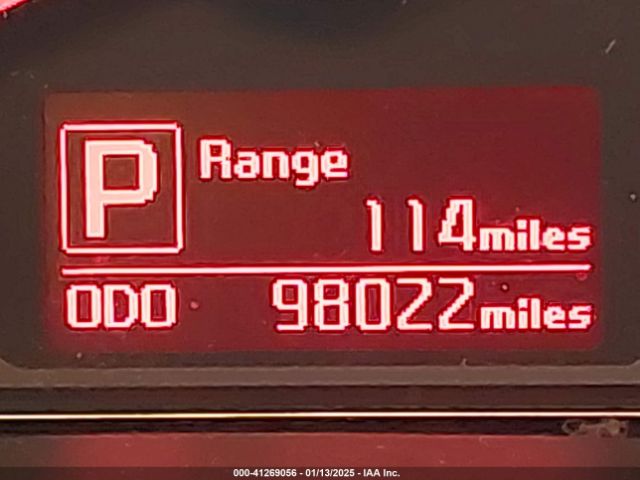 P
Range
114miles
ODO 98022miles
000-41269056 - 01/13/2025 - IAA Inc.